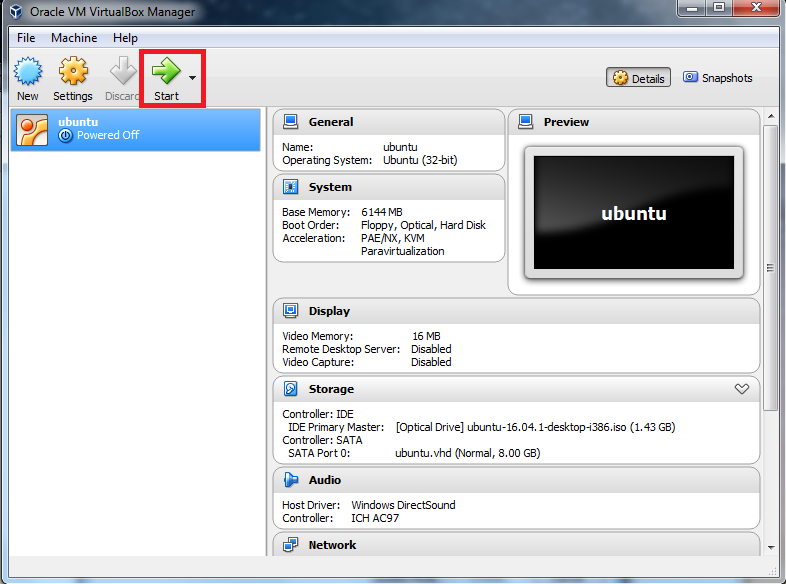 Oracle VM VirtualBox Manager
File Machine Help
New Settings Discard Start Details Snapshots
ubuntu
Powered Off
General
Name: ubuntu
Operating System: Ubuntu (32-bit)
System
Base Memory: 6144 MB
Boot Order: Floppy, Optical, Hard Disk
Acceleration: PAE/NX, KVM
Paravirtualization
Preview
ubuntu
Display
Video Memory: 16 MB
Remote Desktop Server: Disabled
Video Capture: Disabled
Storage
Controller: IDE
IDE Primary Master: [Optical Drive] ubuntu-16.04.1-desktop-i386.iso (1.43 GB)
Controller: SATA
SATA Port 0: ubuntu.vhd (Normal, 8.00 GB)
Audio
Host Driver: Windows DirectSound
Controller: ICH AC97
Network